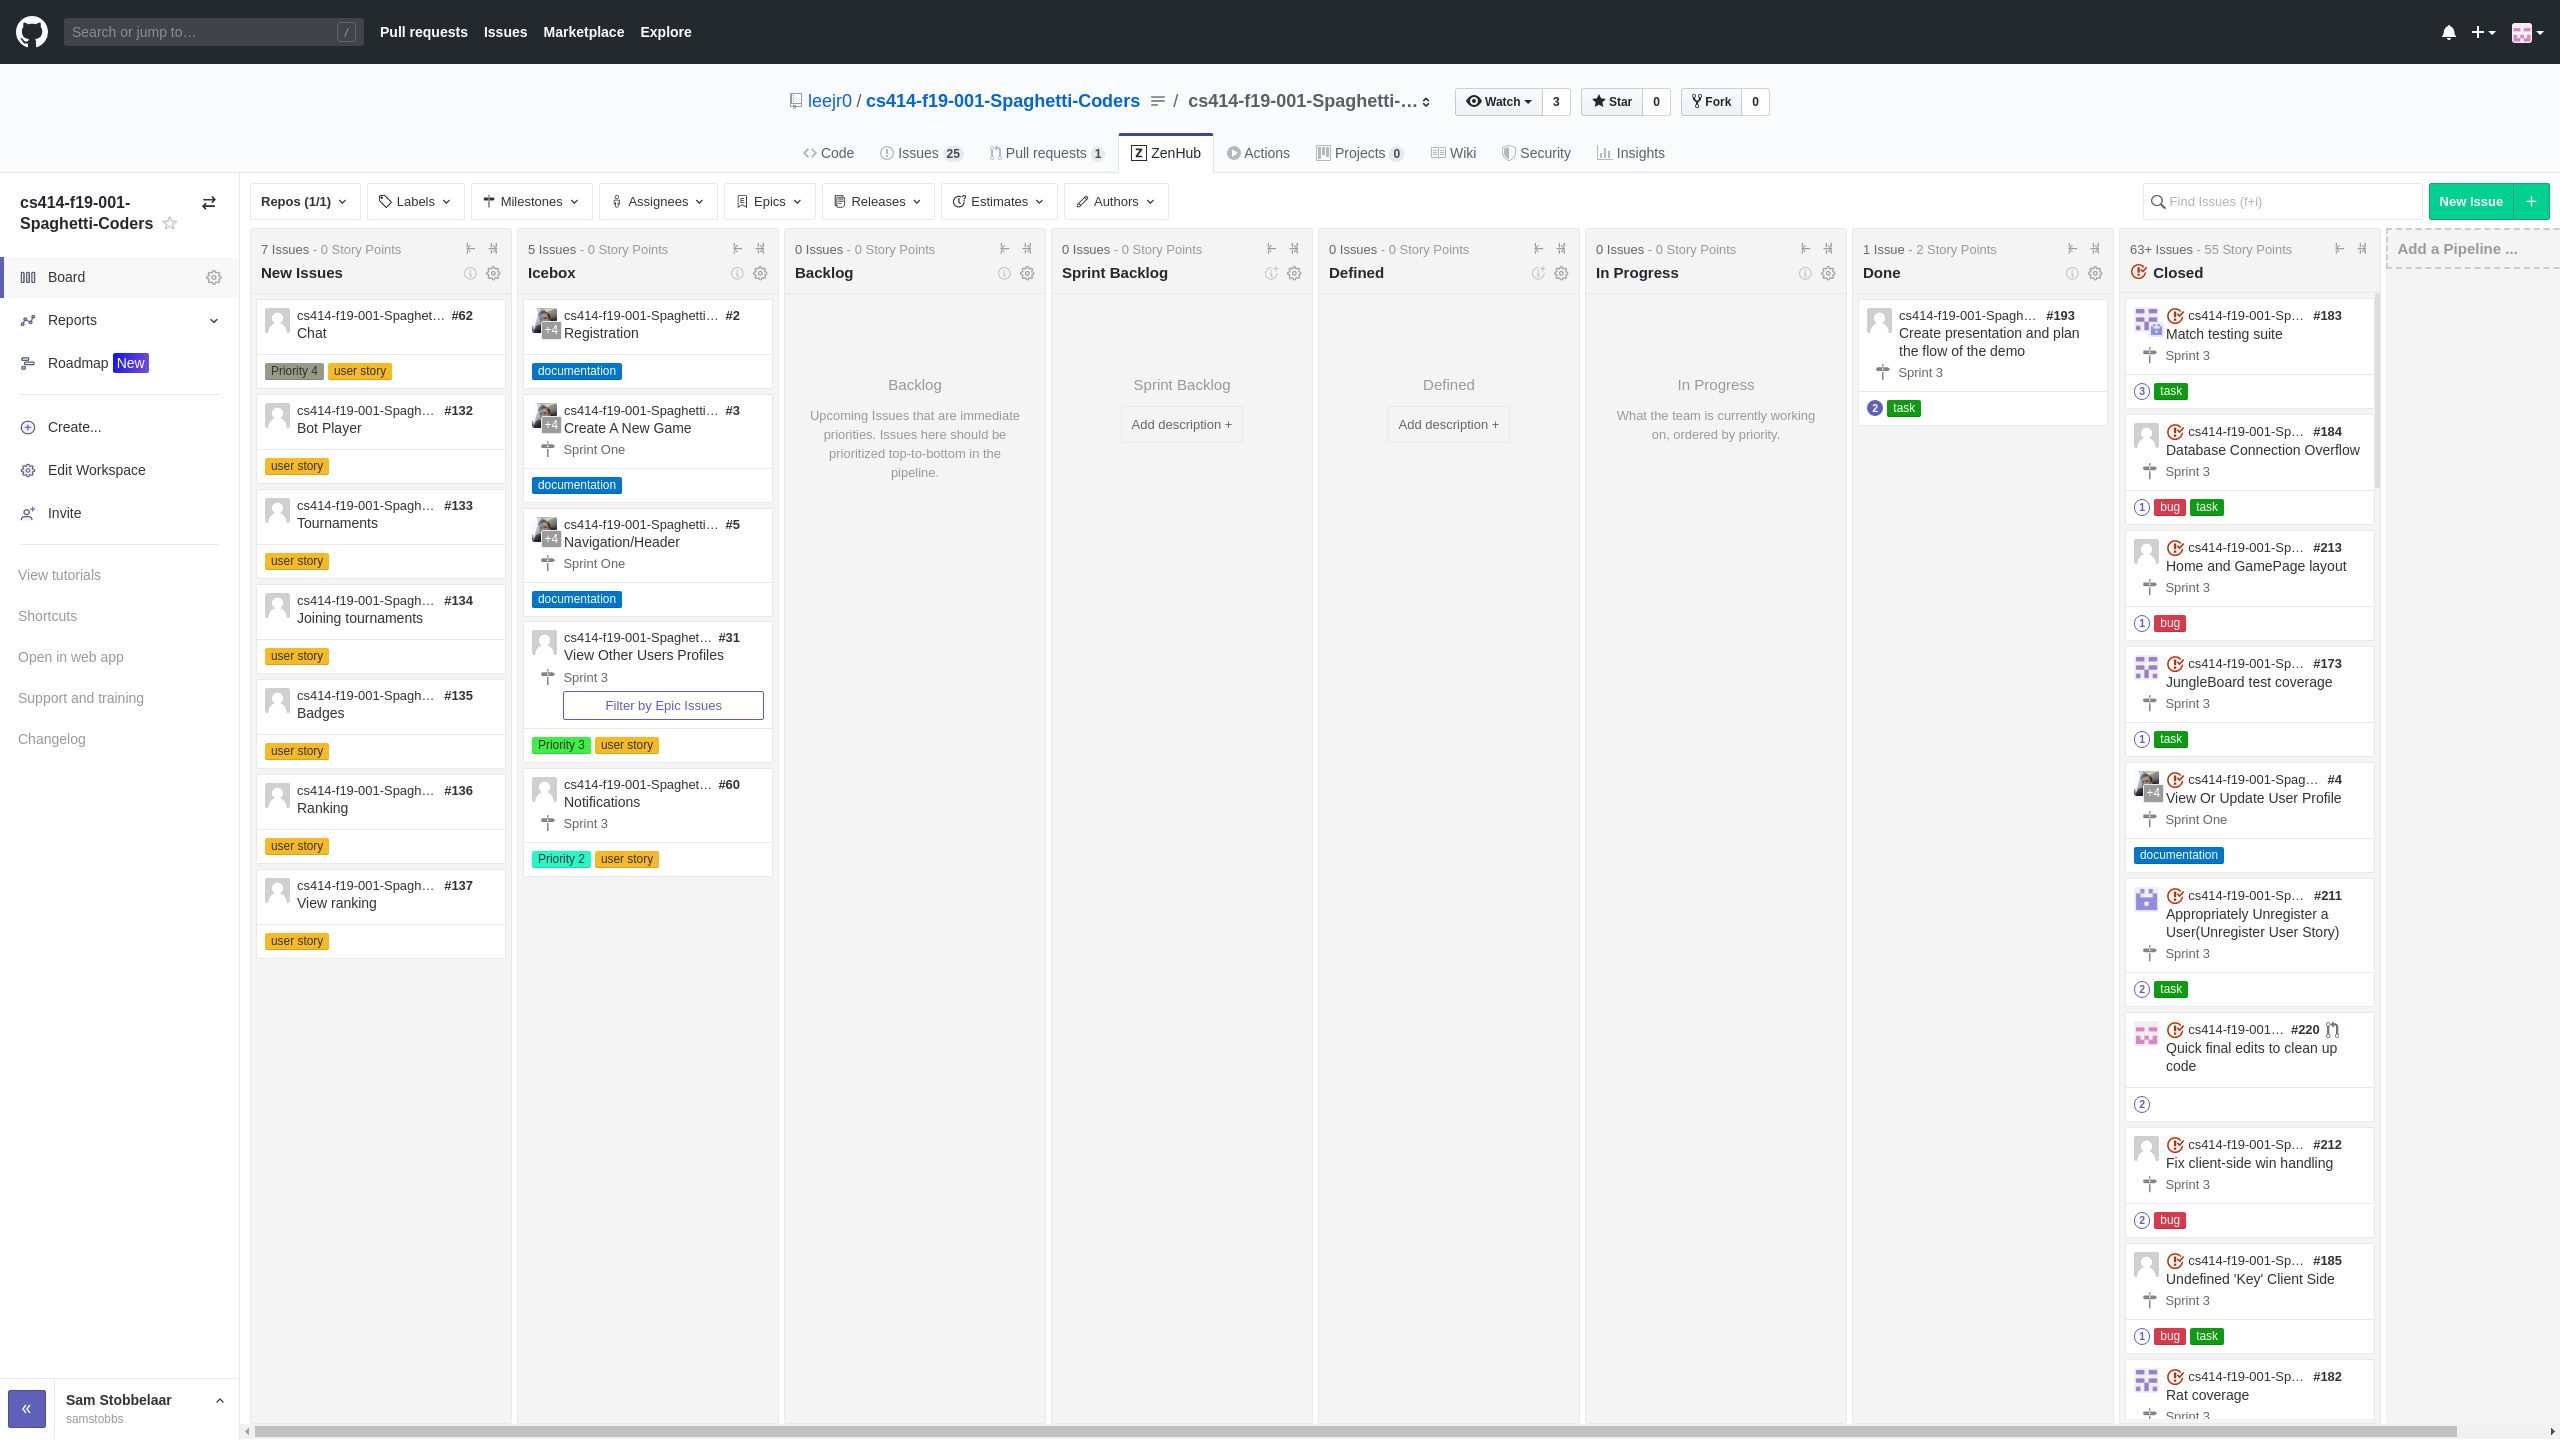 Search or jump to…
/
Pull requests
Issues
Marketplace
Explore
leejr0 / cs414-f19-001-Spaghetti-Coders / cs414-f19-001-Spaghetti-…
Watch 3
Star 0
Fork 0
Code
Issues 25
Pull requests 1
ZenHub
Actions
Projects 0
Wiki
Security
Insights
cs414-f19-001-
Spaghetti-Coders
Board
Reports
Roadmap New
Create...
Edit Workspace
Invite
View tutorials
Shortcuts
Open in web app
Support and training
Changelog
«
Sam Stobbelaar
samstobbs
Repos (1/1)
Labels
Milestones
Assignees
Epics
Releases
Estimates
Authors
Find Issues (f+i)
New Issue +
7 Issues - 0 Story Points
New Issues
cs414-f19-001-Spaghet… #62
Chat
Priority 4 user story
cs414-f19-001-Spagh… #132
Bot Player
user story
cs414-f19-001-Spagh… #133
Tournaments
user story
cs414-f19-001-Spagh… #134
Joining tournaments
user story
cs414-f19-001-Spagh… #135
Badges
user story
cs414-f19-001-Spagh… #136
Ranking
user story
cs414-f19-001-Spagh… #137
View ranking
user story
5 Issues - 0 Story Points
Icebox
cs414-f19-001-Spaghetti… #2
+4
Registration
documentation
cs414-f19-001-Spaghetti… #3
+4
Create A New Game
Sprint One
documentation
cs414-f19-001-Spaghetti… #5
+4
Navigation/Header
Sprint One
documentation
cs414-f19-001-Spaghet… #31
View Other Users Profiles
Sprint 3
Filter by Epic Issues
Priority 3 user story
cs414-f19-001-Spaghet… #60
Notifications
Sprint 3
Priority 2 user story
0 Issues - 0 Story Points
Backlog
Backlog
Upcoming Issues that are immediate
priorities. Issues here should be
prioritized top-to-bottom in the
pipeline.
0 Issues - 0 Story Points
Sprint Backlog
Sprint Backlog
Add description +
0 Issues - 0 Story Points
Defined
Defined
Add description +
0 Issues - 0 Story Points
In Progress
In Progress
What the team is currently working
on, ordered by priority.
1 Issue - 2 Story Points
Done
cs414-f19-001-Spagh… #193
Create presentation and plan
the flow of the demo
Sprint 3
2 task
63+ Issues - 55 Story Points
Closed
cs414-f19-001-Sp… #183
Match testing suite
Sprint 3
3 task
cs414-f19-001-Sp… #184
Database Connection Overflow
Sprint 3
1 bug task
cs414-f19-001-Sp… #213
Home and GamePage layout
Sprint 3
1 bug
cs414-f19-001-Sp… #173
JungleBoard test coverage
Sprint 3
1 task
cs414-f19-001-Spag… #4
+4
View Or Update User Profile
Sprint One
documentation
cs414-f19-001-Sp… #211
Appropriately Unregister a
User(Unregister User Story)
Sprint 3
2 task
cs414-f19-001… #220
Quick final edits to clean up
code
2
cs414-f19-001-Sp… #212
Fix client-side win handling
Sprint 3
2 bug
cs414-f19-001-Sp… #185
Undefined 'Key' Client Side
Sprint 3
1 bug task
cs414-f19-001-Sp… #182
Rat coverage
Sprint 3
Add a Pipeline ...